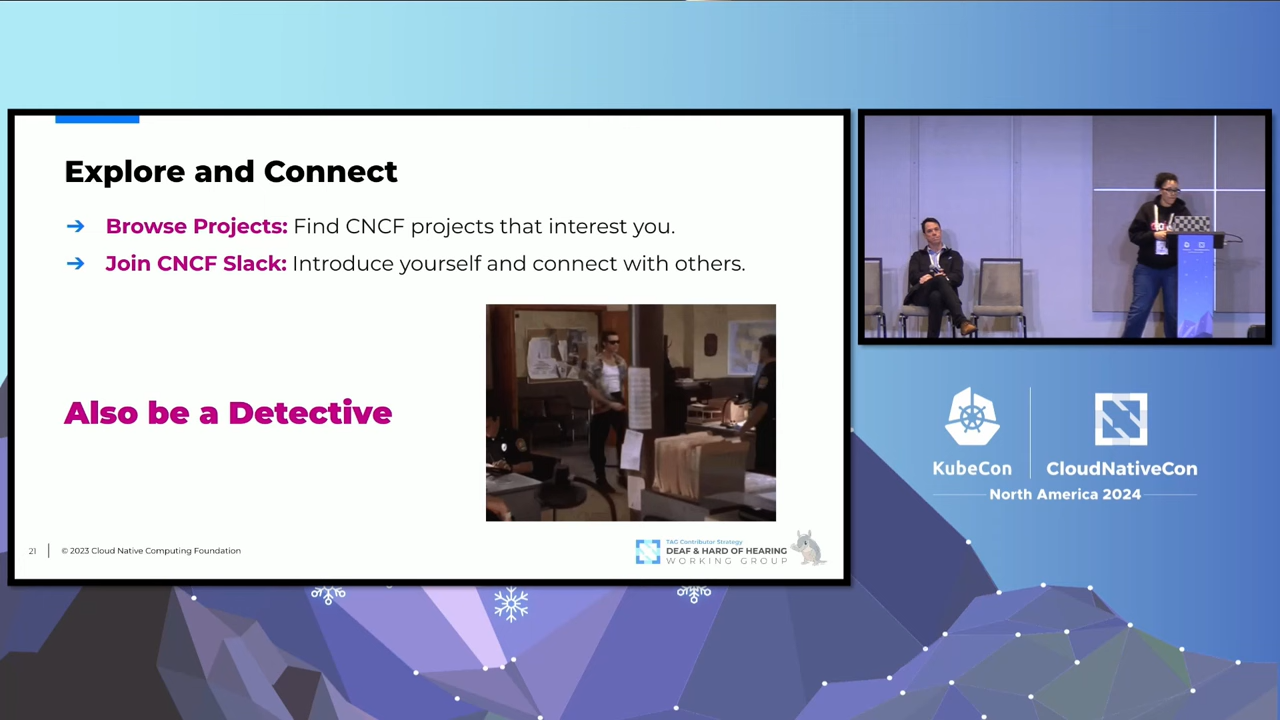 Explore and Connect
➔ Browse Projects: Find CNCF projects that interest you.
➔ Join CNCF Slack: Introduce yourself and connect with others.
Also be a Detective
21 | © 2023 Cloud Native Computing Foundation
TAG Contributor Strategy
DEAF & HARD OF HEARING
WORKING GROUP
KubeCon
CloudNativeCon
North America 2024